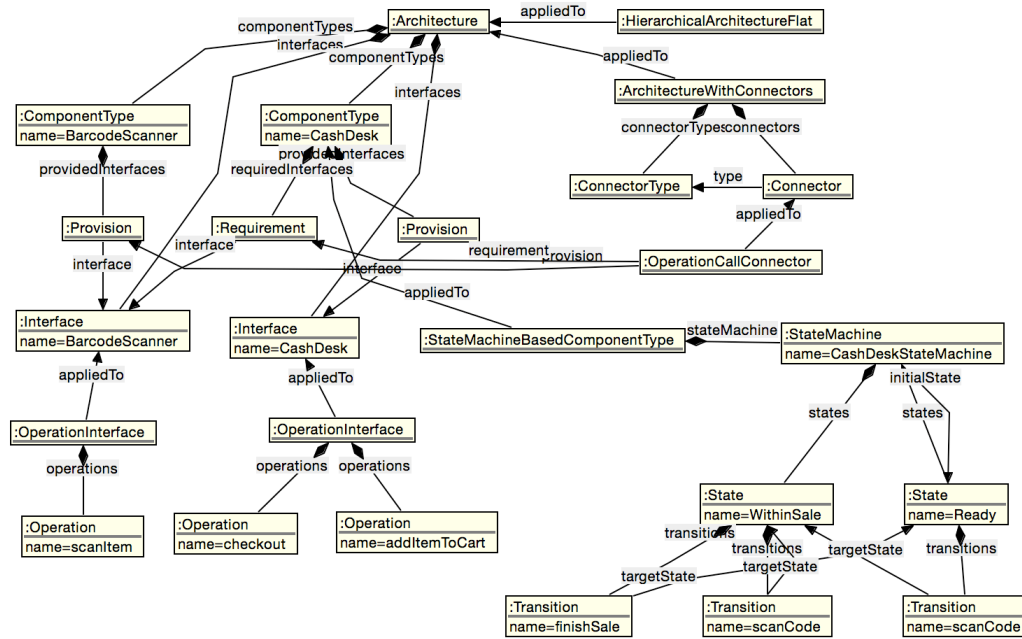 appliedTo
:Architecture
:HierarchicalArchitectureFlat
componentTypes
interfaces
componentTypes
appliedTo
interfaces
:ArchitectureWithConnectors
:ComponentType
name=BarcodeScanner
:ComponentType
name=CashDesk
connectorTypes
connectors
providedInterfaces
providedInterfaces
requiredInterfaces
type
:ConnectorType
:Connector
appliedTo
:Provision
:Requirement
:Provision
interface
requirement
provision
interface
interface
:OperationCallConnector
appliedTo
:Interface
name=BarcodeScanner
:Interface
name=CashDesk
:StateMachineBasedComponentType
stateMachine
:StateMachine
name=CashDeskStateMachine
appliedTo
appliedTo
initialState
states
states
:OperationInterface
:OperationInterface
operations
operations
operations
:State
name=WithinSale
:State
name=Ready
:Operation
name=scanItem
:Operation
name=checkout
:Operation
name=addItemToCart
transitions
transitions
targetState
transitions
targetState
targetState
:Transition
name=finishSale
:Transition
name=scanCode
:Transition
name=scanCode